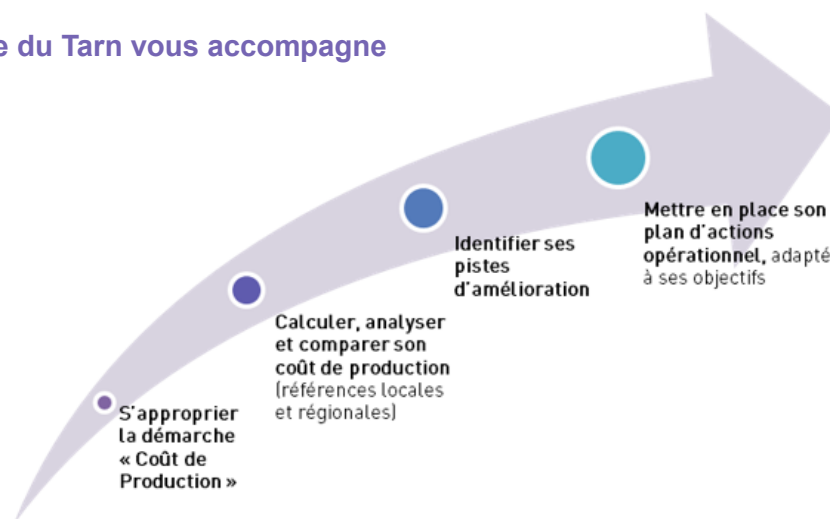 e du Tarn vous accompagne
Mettre en place son
plan d'actions
opérationnel, adapté
à ses objectifs
Identifier ses
pistes
d'amélioration
Calculer, analyser
et comparer son
coût de production
(références locales
et régionales)
S'approprier
la démarche
« Coût de
Production »